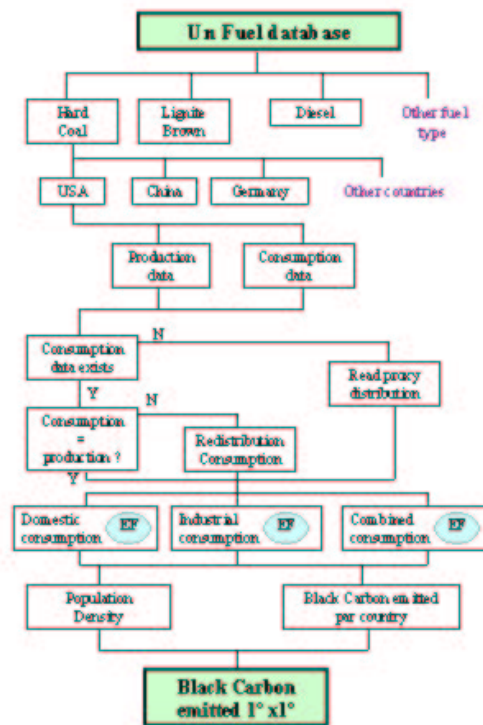 Un Fuel database
Hard
Coal
Lignite
Brown
Diesel
Other fuel
type
USA
China
Germany
Other countries
Production
data
Consumption
data
N
Consumption
data exists
Read proxy
distribution
Y
N
Consumption
=
production ?
Redistribution
Consumption
Y
Domestic
consumption
EF
Industrial
consumption
EF
Combined
consumption
EF
Population
Density
Black Carbon emitted
par country
Black Carbon
emitted 1° x1°